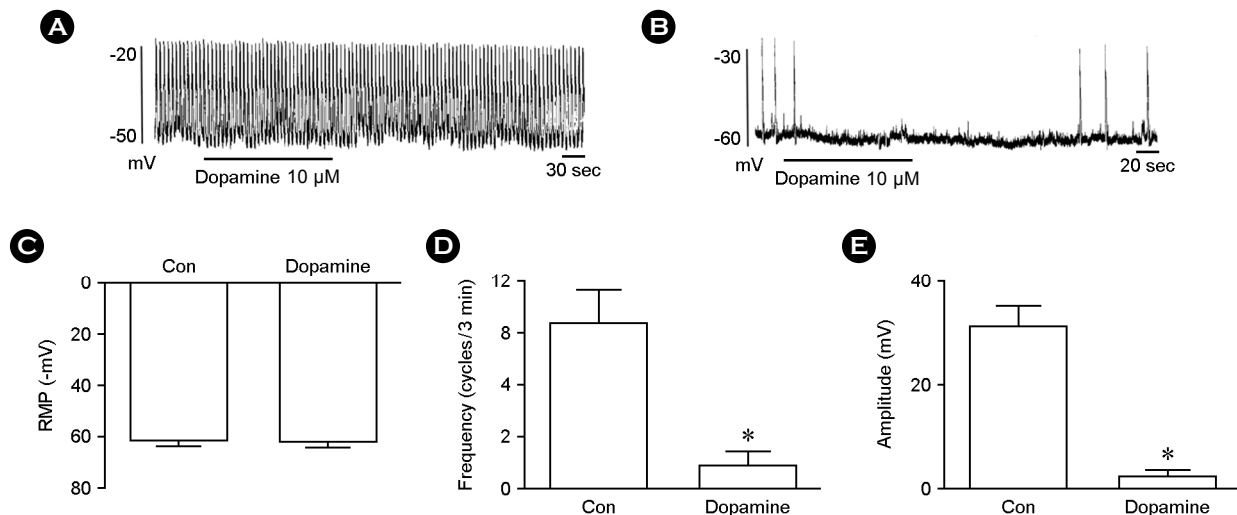 A
-20
-50
mV
Dopamine 10 µM
30 sec
B
-30
-60
mV
Dopamine 10 µM
20 sec
C
Con Dopamine
0
20
40
60
80
RMP (-mV)
D
12
8
4
2
0
Frequency (cycles/3 min)
*
Con Dopamine
E
40
20
0
Amplitude (mV)
*
Con Dopamine